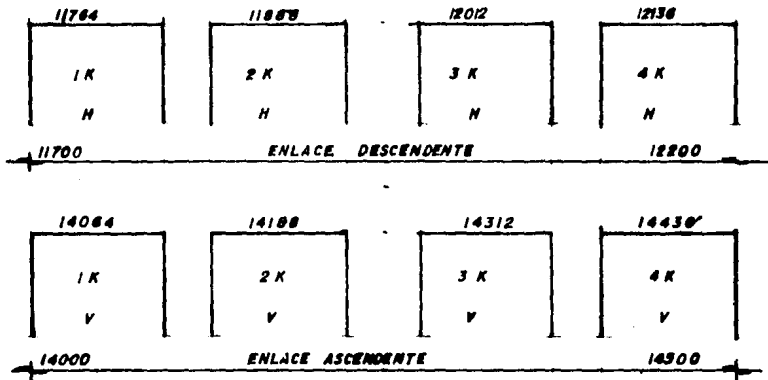 11764 11888 12012 12136
1 K 2 K 3 K 4 K
H H H H
11700 ENLACE DESCENDENTE 12200
14064 14188 14312 14436
1 K 2 K 3 K 4 K
V V V V
14000 ENLACE ASCENDENTE 14500